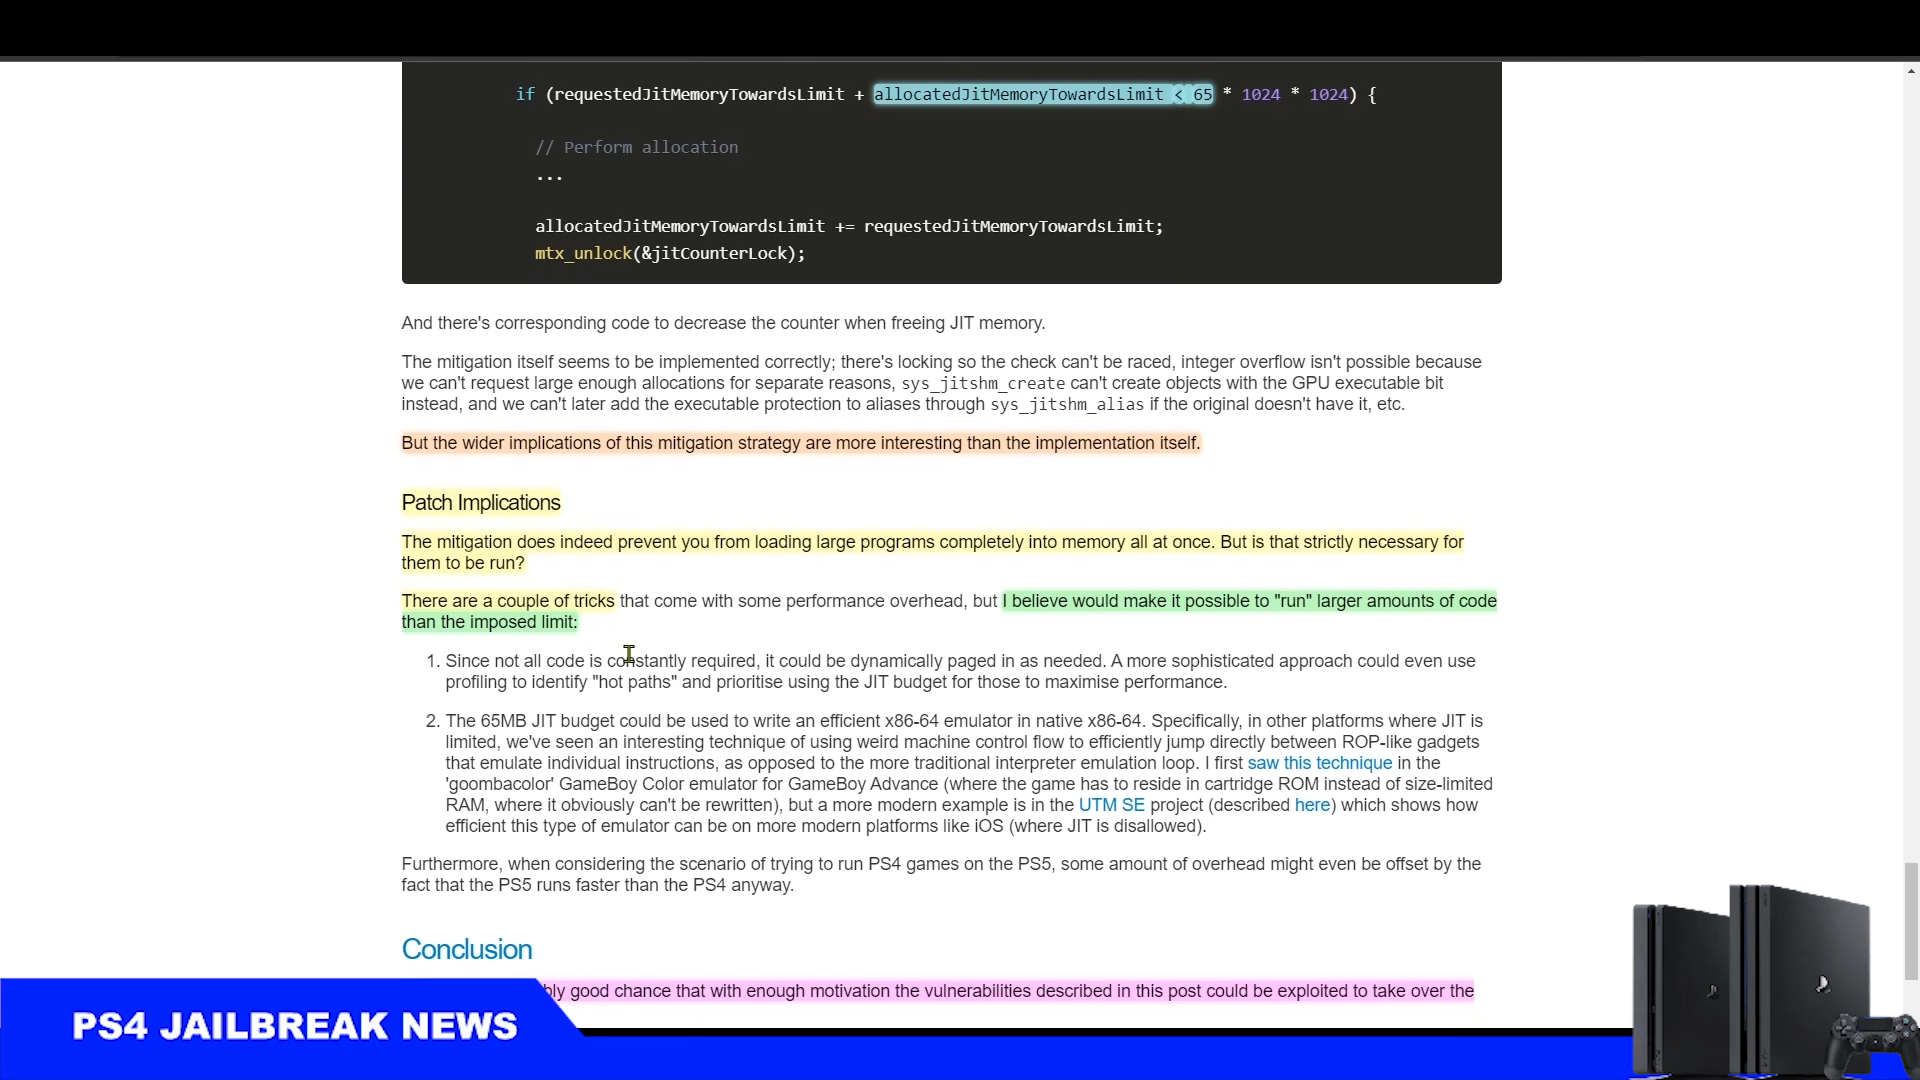 if (requestedJitMemoryTowardsLimit + allocatedJitMemoryTowardsLimit < 65 * 1024 * 1024) {
// Perform allocation
...
allocatedJitMemoryTowardsLimit += requestedJitMemoryTowardsLimit;
mtx_unlock(&jitCounterLock);
And there's corresponding code to decrease the counter when freeing JIT memory.
The mitigation itself seems to be implemented correctly; there's locking so the check can't be raced, integer overflow isn't possible because
we can't request large enough allocations for separate reasons, sys_jitshm_create can't create objects with the GPU executable bit
instead, and we can't later add the executable protection to aliases through sys_jitshm_alias if the original doesn't have it, etc.
But the wider implications of this mitigation strategy are more interesting than the implementation itself.
Patch Implications
The mitigation does indeed prevent you from loading large programs completely into memory all at once. But is that strictly necessary for
them to be run?
There are a couple of tricks that come with some performance overhead, but I believe would make it possible to "run" larger amounts of code
than the imposed limit:
1. Since not all code is constantly required, it could be dynamically paged in as needed. A more sophisticated approach could even use
profiling to identify "hot paths" and prioritise using the JIT budget for those to maximise performance.
2. The 65MB JIT budget could be used to write an efficient x86-64 emulator in native x86-64. Specifically, in other platforms where JIT is
limited, we've seen an interesting technique of using weird machine control flow to efficiently jump directly between ROP-like gadgets
that emulate individual instructions, as opposed to the more traditional interpreter emulation loop. I first saw this technique in the
'goombacolor' GameBoy Color emulator for GameBoy Advance (where the game has to reside in cartridge ROM instead of size-limited
RAM, where it obviously can't be rewritten), but a more modern example is in the UTM SE project (described here) which shows how
efficient this type of emulator can be on more modern platforms like iOS (where JIT is disallowed).
Furthermore, when considering the scenario of trying to run PS4 games on the PS5, some amount of overhead might even be offset by the
fact that the PS5 runs faster than the PS4 anyway.
Conclusion
good chance that with enough motivation the vulnerabilities described in this post could be exploited to take over the
PS4 JAILBREAK NEWS